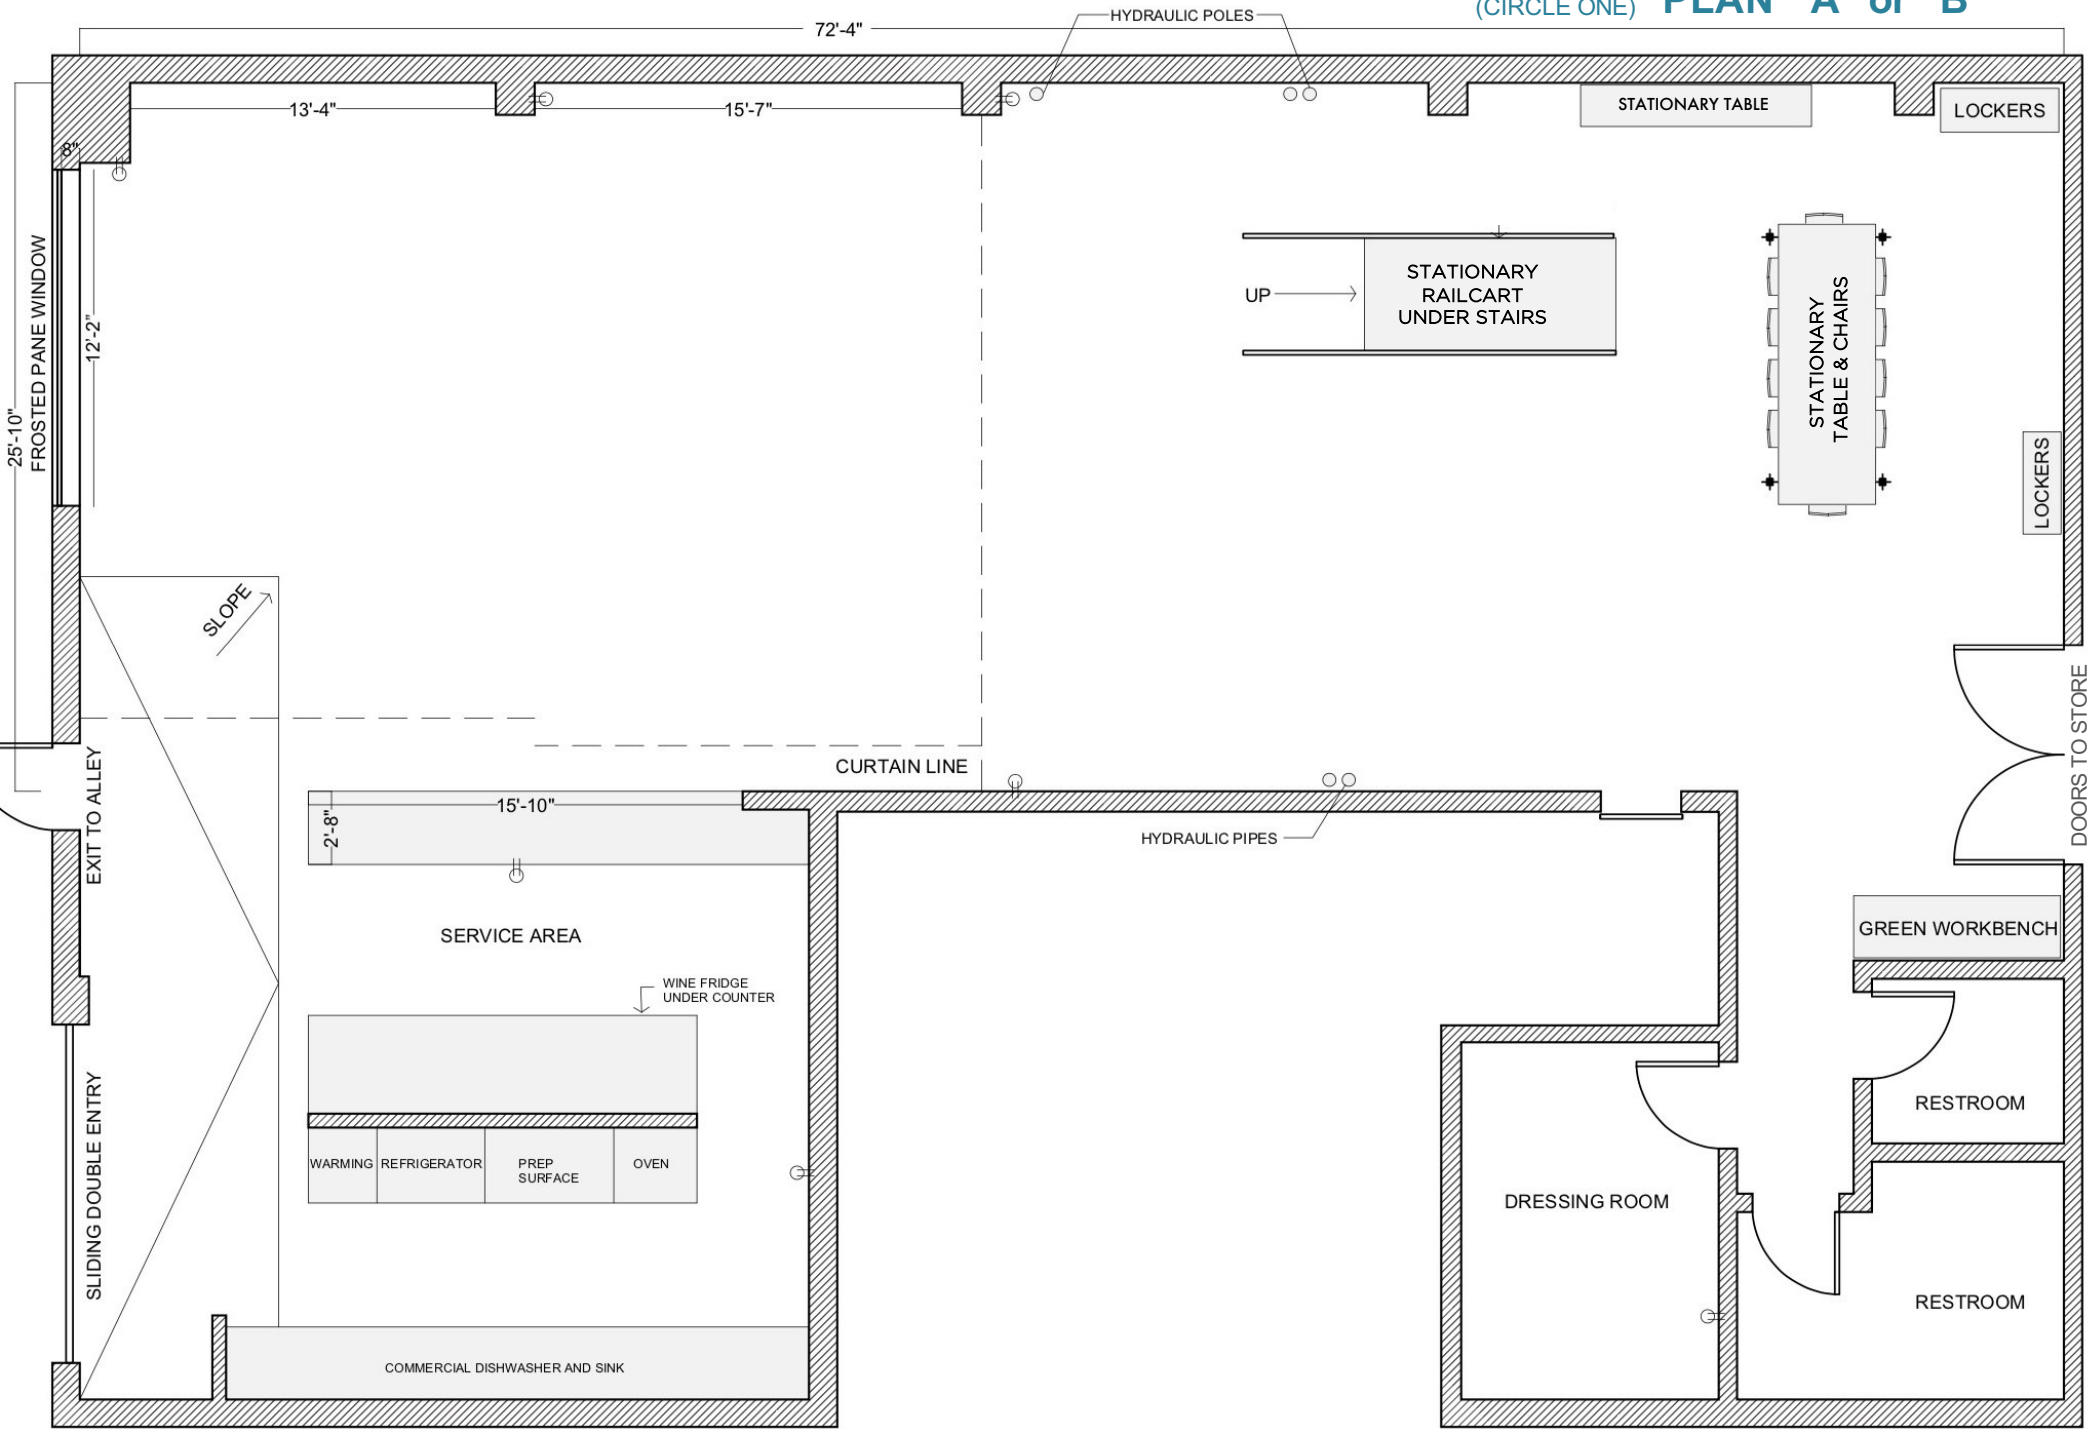 (CIRCLE ONE) PLAN A or B
HYDRAULIC POLES
72'-4"
13'-4"
15'-7"
STATIONARY TABLE
LOCKERS
8"
FROSTED PANE WINDOW
12'-2"
25'-10"
UP
STATIONARY
RAILCART
UNDER STAIRS
STATIONARY
TABLE & CHAIRS
LOCKERS
SLOPE
DOORS TO STORE
EXIT TO ALLEY
CURTAIN LINE
15'-10"
2'-8"
HYDRAULIC PIPES
SERVICE AREA
GREEN WORKBENCH
WINE FRIDGE
UNDER COUNTER
SLIDING DOUBLE ENTRY
WARMING
REFRIGERATOR
PREP
SURFACE
OVEN
RESTROOM
DRESSING ROOM
RESTROOM
COMMERCIAL DISHWASHER AND SINK